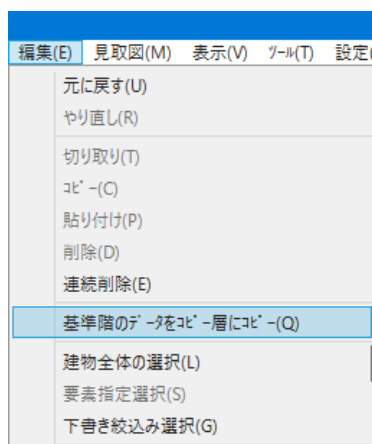 編集(E) 見取図(M) 表示(V) ﾂｰﾙ(T) 設定(
元に戻す(U)
やり直し(R)
切り取り(T)
ｺﾋﾟｰ(C)
貼り付け(P)
削除(D)
連続削除(E)
基準階のﾃﾞｰﾀをｺﾋﾟｰ層にｺﾋﾟｰ(Q)
建物全体の選択(L)
要素指定選択(S)
下書き絞込み選択(G)